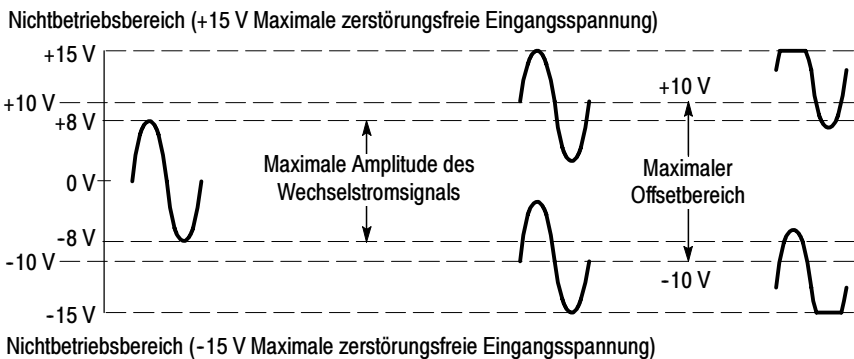 Nichtbetriebsbereich (+15 V Maximale zerstörungsfreie Eingangsspannung)
+15 V
+10 V
+10 V
+8 V
Maximale Amplitude des
Wechselstromsignals
Maximaler
Offsetbereich
0 V
-8 V
-10 V
-10 V
-15 V
Nichtbetriebsbereich (-15 V Maximale zerstörungsfreie Eingangsspannung)